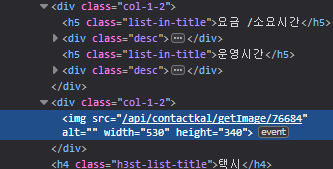 <div class="col-1-2">
<h5 class="list-in-title">요금 /소요시간</h5>
<div class="desc">⋯</div>
<h5 class="list-in-title">운영시간</h5>
<div class="desc">⋯</div>
</div>
<div class="col-1-2">
<img src="/api/contactkal/getImage/76684"
alt="" width="530" height="340"> event
</div>
<h4 class="h3st-list-title">택시</h4>